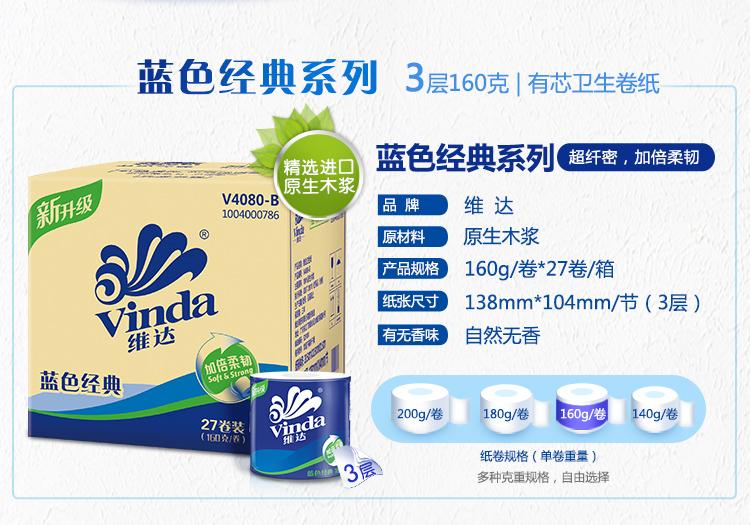 蓝色经典系列 3层160克 | 有芯卫生卷纸
精选进口
原生木浆
新升级
V4080-B
1004000786
®
Vinda
维达
加倍柔韧
Soft & Strong
蓝色经典
27卷装
(160克/卷)
Vinda
维达
蓝色经典
3层
蓝色经典系列 超纤密，加倍柔韧
品 牌 维 达
原材料 原生木浆
产品规格 160g/卷*27卷/箱
纸张尺寸 138mm*104mm/节（3层）
有无香味 自然无香
200g/卷 180g/卷 160g/卷 140g/卷
纸卷规格（单卷重量）
多种克重规格，自由选择